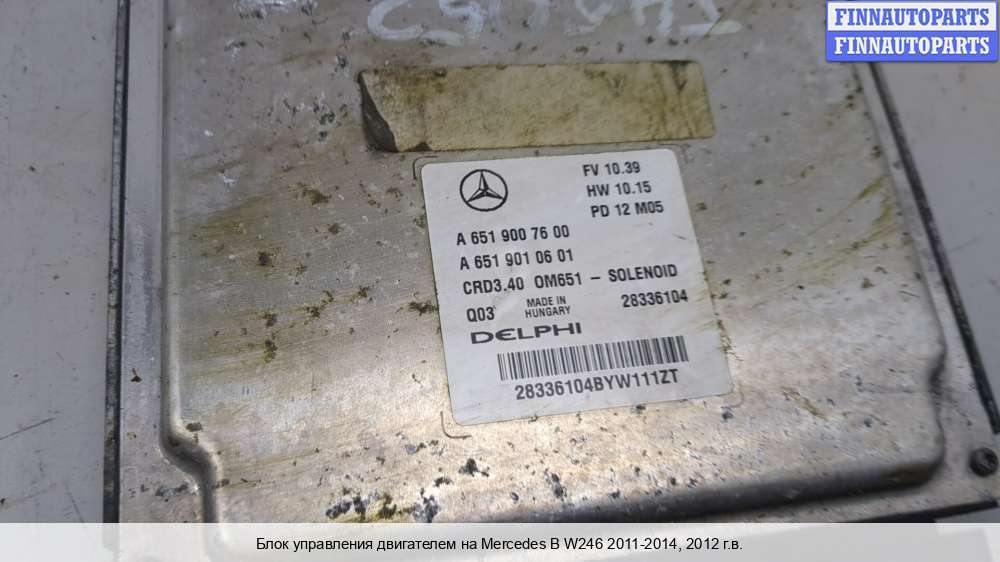 FINNAUTOPARTS
FINNAUTOPARTS
FV 10.39
HW 10.15
PD 12 M05
A 651 900 76 00
A 651 901 06 01
CRD3.40 OM651 - SOLENOID
Q03 MADE IN HUNGARY 28336104
DELPHI
28336104BYW111ZT
Блок управления двигателем на Mercedes B W246 2011-2014, 2012 г.в.